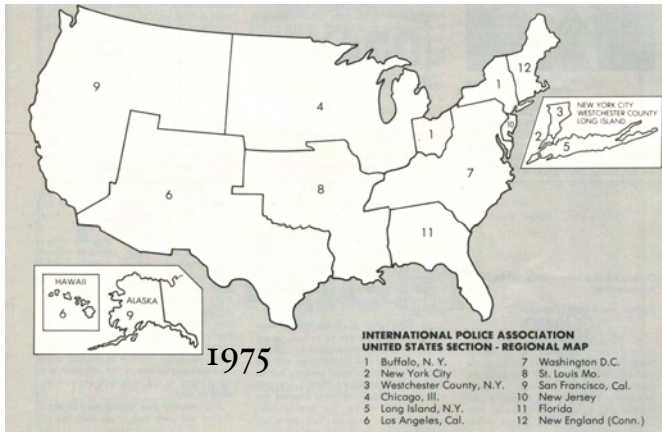 9
4
1
12
1
10
6
8
7
11
NEW YORK CITY
WESTCHESTER COUNTY
LONG ISLAND
3
2
5
HAWAII
6
ALASKA
9
1975
INTERNATIONAL POLICE ASSOCIATION
UNITED STATES SECTION - REGIONAL MAP
1 Buffalo, N. Y.
2 New York City
3 Westchester County, N.Y.
4 Chicago, Ill.
5 Long Island, N.Y.
6 Los Angeles, Cal.
7 Washington D.C.
8 St. Louis Mo.
9 San Francisco, Cal.
10 New Jersey
11 Florida
12 New England (Conn.)